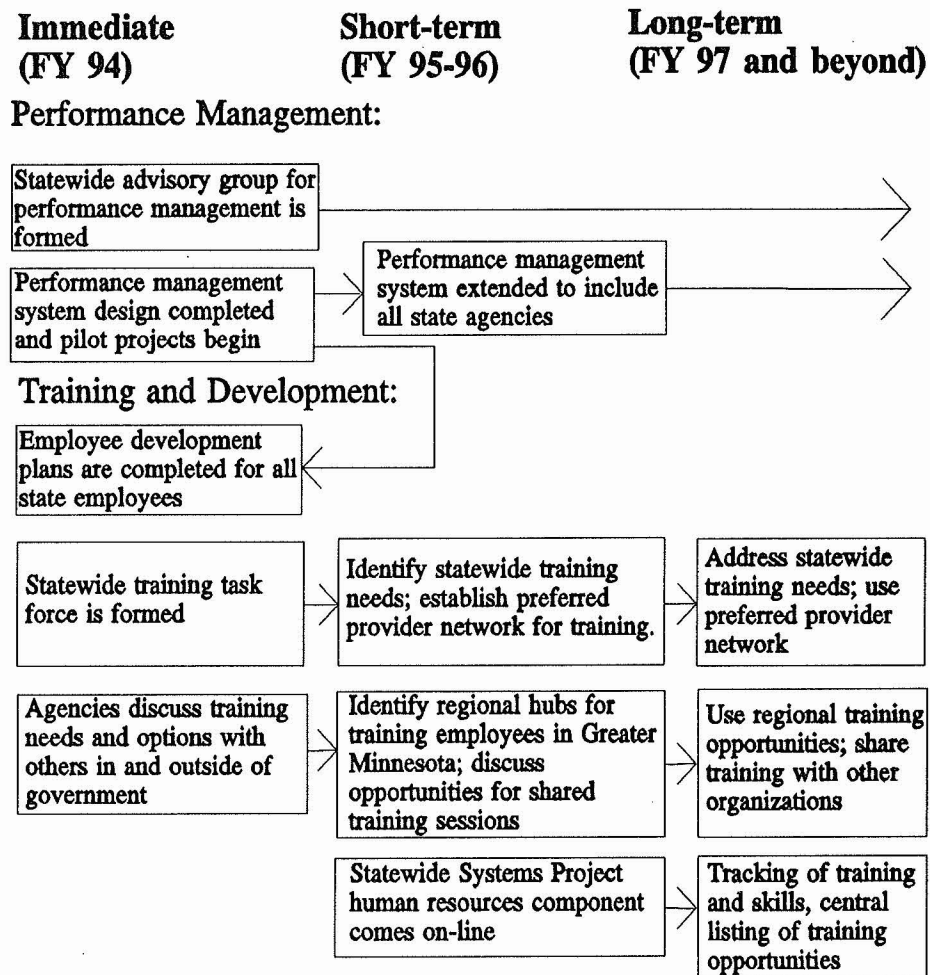 Immediate
(FY 94)
Short-term
(FY 95-96)
Long-term
(FY 97 and beyond)
Performance Management:
Statewide advisory group for
performance management is
formed
Performance management
system design completed
and pilot projects begin
Performance management
system extended to include
all state agencies
Training and Development:
Employee development
plans are completed for all
state employees
Statewide training task
force is formed
Identify statewide training
needs; establish preferred
provider network for training.
Address statewide
training needs; use
preferred provider
network
Agencies discuss training
needs and options with
others in and outside of
government
Identify regional hubs for
training employees in Greater
Minnesota; discuss
opportunities for shared
training sessions
Use regional training
opportunities; share
training with other
organizations
Statewide Systems Project
human resources component
comes on-line
Tracking of training
and skills, central
listing of training
opportunities